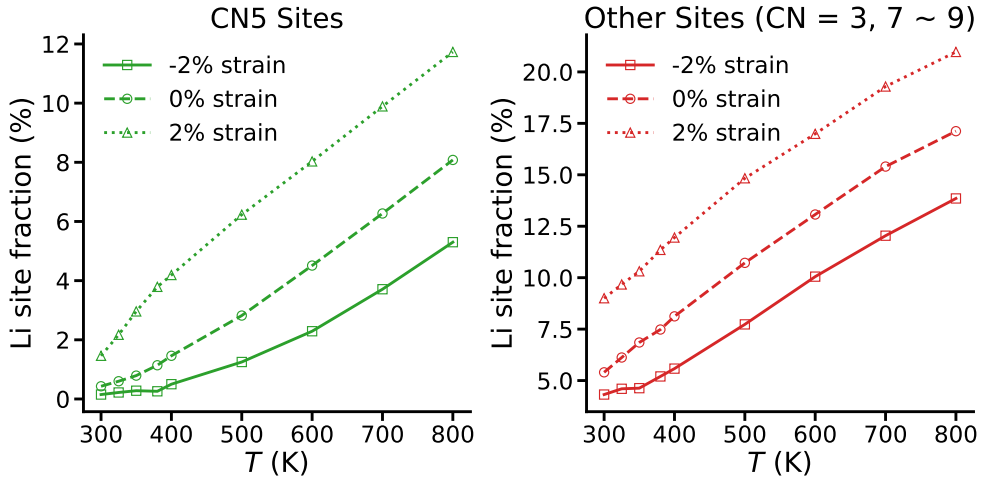 CN5 Sites
Li site fraction (%)
12
10
8
6
4
2
0
-2% strain
0% strain
2% strain
300 400 500 600 700 800
T (K)
Other Sites (CN = 3, 7 ~ 9)
Li site fraction (%)
20.0
17.5
15.0
12.5
10.0
7.5
5.0
-2% strain
0% strain
2% strain
300 400 500 600 700 800
T (K)